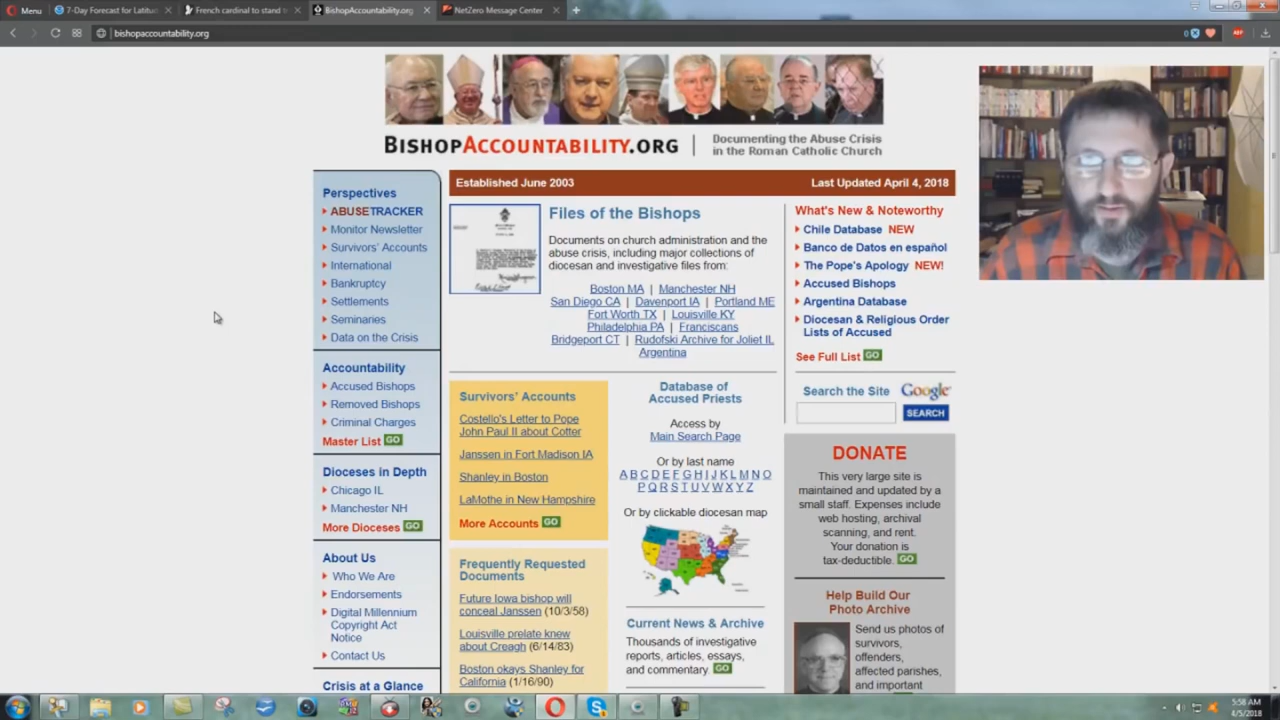 Menu
7-Day Forecast for Latitud
French cardinal to stand t
BishopAccountability.org
NetZero Message Center
bishopaccountability.org
0
ABP
BISHOPACCOUNTABILITY.ORG
Documenting the Abuse Crisis
in the Roman Catholic Church
Established June 2003
Last Updated April 4, 2018
Perspectives
ABUSETRACKER
Monitor Newsletter
Survivors' Accounts
International
Bankruptcy
Settlements
Seminaries
Data on the Crisis
Accountability
Accused Bishops
Removed Bishops
Criminal Charges
Master List GO
Dioceses in Depth
Chicago IL
Manchester NH
More Dioceses GO
About Us
Who We Are
Endorsements
Digital Millennium
Copyright Act
Notice
Contact Us
Crisis at a Glance
Files of the Bishops
Documents on church administration and the
abuse crisis, including major collections of
diocesan and investigative files from:
Boston MA | Manchester NH
San Diego CA | Davenport IA | Portland ME
Fort Worth TX | Louisville KY
Philadelphia PA | Franciscans
Bridgeport CT | Rudofski Archive for Joliet IL
Argentina
Survivors' Accounts
Costello's Letter to Pope
John Paul II about Cotter
Janssen in Fort Madison IA
Shanley in Boston
LaMothe in New Hampshire
More Accounts GO
Frequently Requested
Documents
Future Iowa bishop will
conceal Janssen (10/3/58)
Louisville prelate knew
about Creagh (6/14/83)
Boston okays Shanley for
California (1/16/90)
Database of
Accused Priests
Access by
Main Search Page
Or by last name
A B C D E F G H I J K L M N O
P Q R S T U V W X Y Z
Or by clickable diocesan map
Current News & Archive
Thousands of investigative
reports, articles, essays,
and commentary. GO
What's New & Noteworthy
Chile Database NEW
Banco de Datos en español
The Pope's Apology NEW!
Accused Bishops
Argentina Database
Diocesan & Religious Order
Lists of Accused
See Full List GO
Search the Site Google
SEARCH
DONATE
This very large site is
maintained and updated by a
small staff. Expenses include
web hosting, archival
scanning, and rent.
Your donation is
tax-deductible. GO
Help Build Our
Photo Archive
Send us photos of
survivors,
offenders,
affected parishes,
and important
5:58 AM
4/5/2018